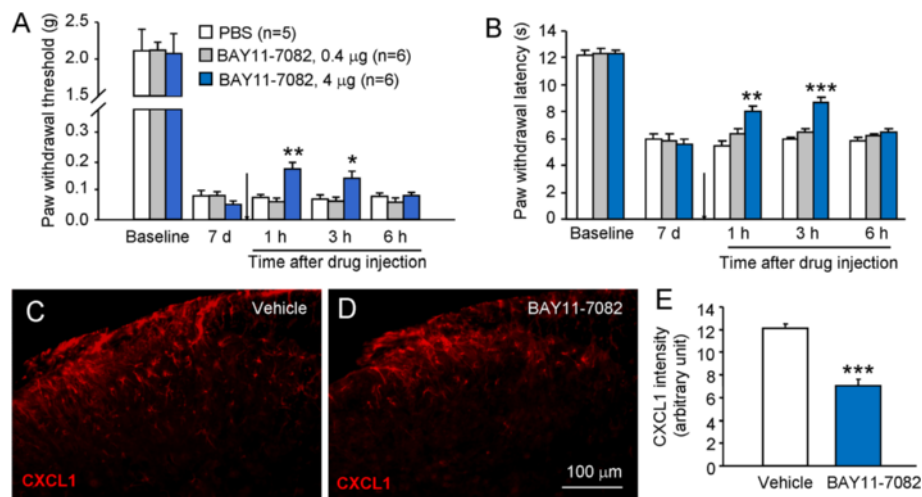 A
Paw withdrawal threshold (g)
2.5
2.0
1.5
0.3
0.2
0.1
0.0
PBS (n=5)
BAY11-7082, 0.4 μg (n=6)
BAY11-7082, 4 μg (n=6)
**
*
Baseline 7 d 1 h 3 h 6 h
Time after drug injection
B
Paw withdrawal latency (s)
14
12
10
8
6
4
2
0
**
***
Baseline 7 d 1 h 3 h 6 h
Time after drug injection
C
Vehicle
CXCL1
D
BAY11-7082
CXCL1
100 μm
E
CXCL1 intensity
(arbitrary unit)
14
12
10
8
6
4
2
0
***
Vehicle BAY11-7082